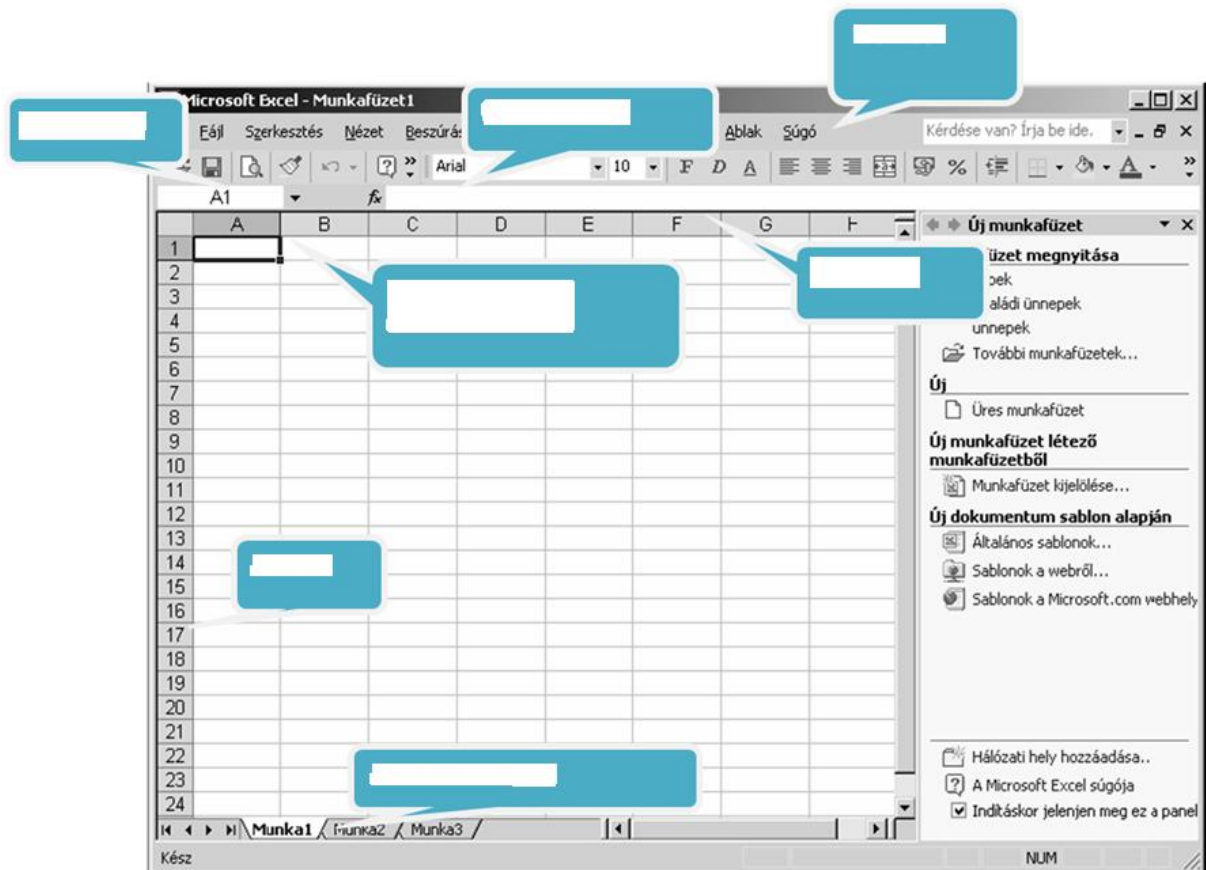 Microsoft Excel - Munkafüzet1
Fájl Szerkesztés Nézet Ablak Súgó
Kérdése van? Írja be ide.
Arial 10 F D A %
A1 fx
A B C D E F G
Új munkafüzet
1
megnyitása
2
3
ünnepek
4
ünnepek
5
További munkafüzetek...
6
7
Új
8
Üres munkafüzet
9
Új munkafüzet létező
10
munkafüzetből
11
Munkafüzet kijelölése...
12
Új dokumentum sablon alapján
13
Általános sablonok...
14
Sablonok a webről...
15
16
Sablonok a Microsoft.com webhely
17
18
19
20
21
22
Hálózati hely hozzáadása..
23
A Microsoft Excel súgója
24
Indításkor jelenjen meg ez a panel
Munka1 Munka2 Munka3
Kész NUM